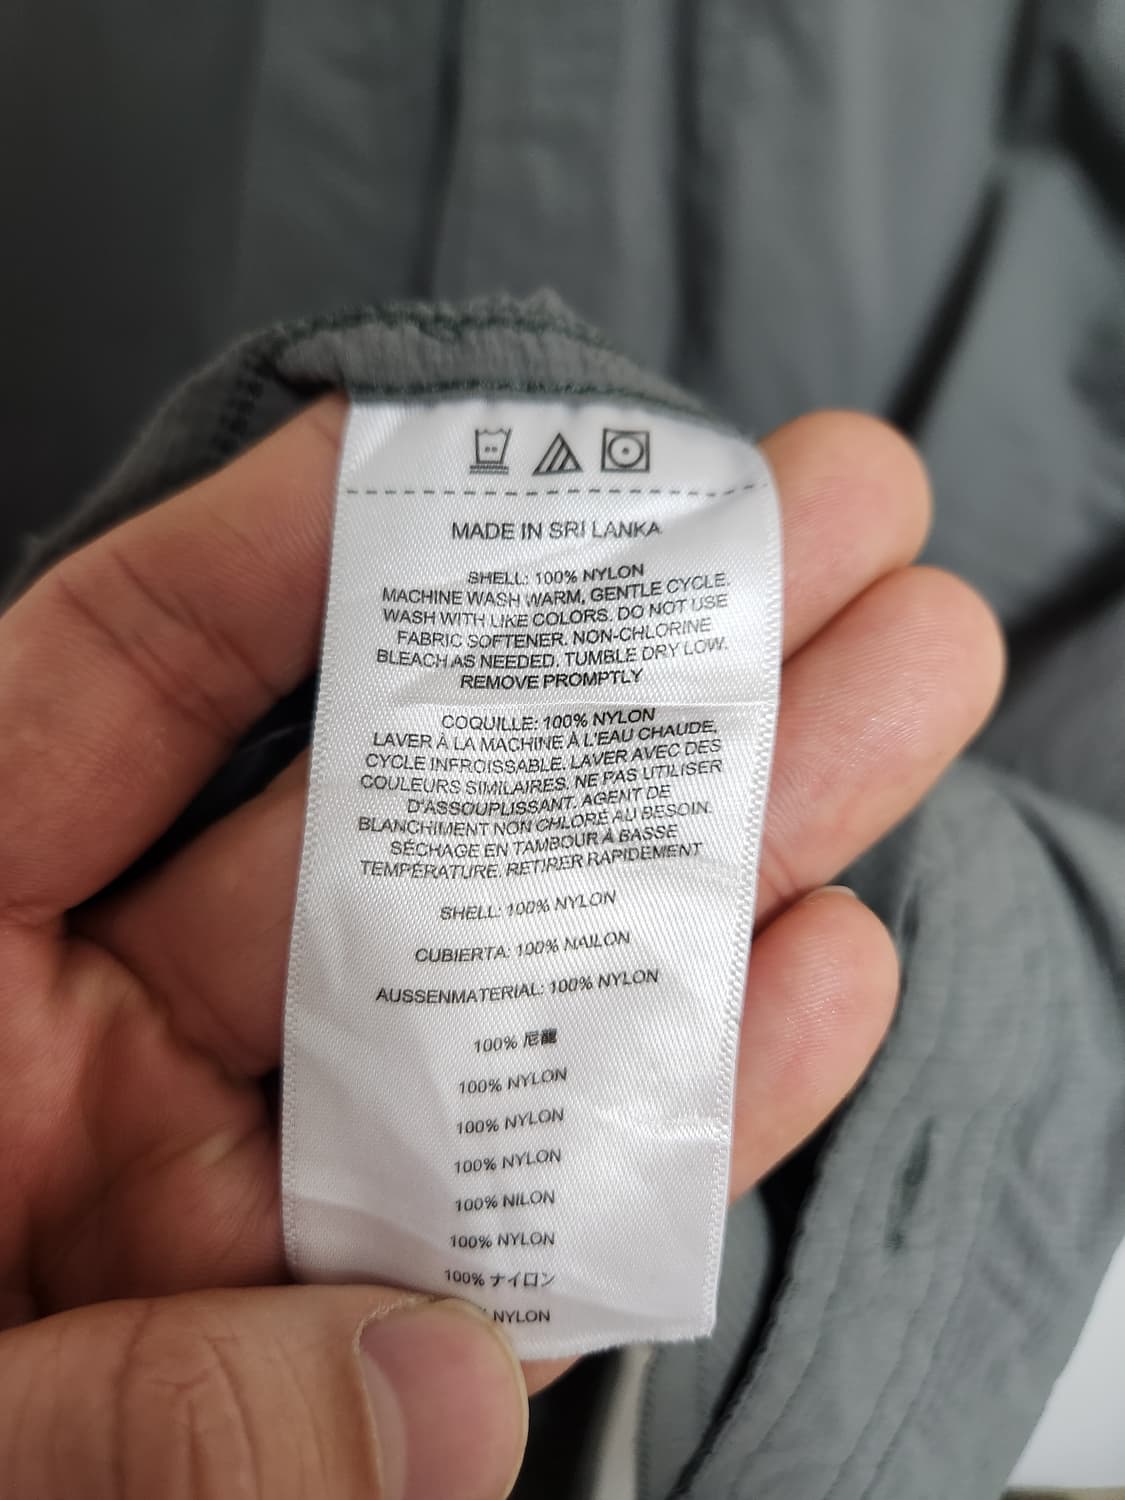 MADE IN SRI LANKA
SHELL: 100% NYLON
MACHINE WASH WARM, GENTLE CYCLE.
WASH WITH LIKE COLORS. DO NOT USE
FABRIC SOFTENER. NON-CHLORINE
BLEACH AS NEEDED. TUMBLE DRY LOW.
REMOVE PROMPTLY
COQUILLE: 100% NYLON
LAVER À LA MACHINE À L'EAU CHAUDE,
CYCLE INFROISSABLE. LAVER AVEC DES
COULEURS SIMILAIRES. NE PAS UTILISER
D'ASSOUPLISSANT. AGENT DE
BLANCHIMENT NON CHLORÉ AU BESOIN.
SÉCHAGE EN TAMBOUR À BASSE
TEMPÉRATURE. RETIRER RAPIDEMENT
SHELL: 100% NYLON
CUBIERTA: 100% NAILON
AUSSENMATERIAL: 100% NYLON
100% 尼龍
100% NYLON
100% NYLON
100% NYLON
100% NILON
100% NYLON
100% ナイロン
NYLON